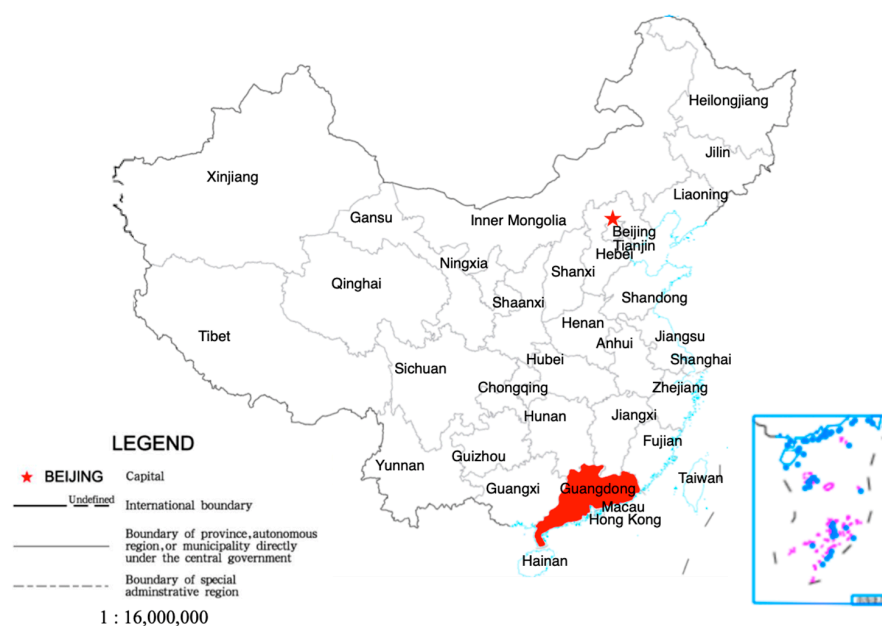 Heilongjiang
Jilin
Xinjiang
Liaoning
Gansu
Inner Mongolia
Beijing
Tianjin
Hebei
Ningxia
Shanxi
Qinghai
Shaanxi
Shandong
Henan
Tibet
Jiangsu
Anhui
Hubei
Shanghai
Sichuan
Chongqing
Zhejiang
Hunan
Jiangxi
LEGEND
Fujian
Guizhou
Yunnan
BEIJING Capital
Taiwan
Guangxi
Guangdong
Undefined
International boundary
Macau
Hong Kong
Boundary of province,autonomous
region,or municipality directly
under the central government
Hainan
Boundary of special
adminstrative region
1 : 16,000,000